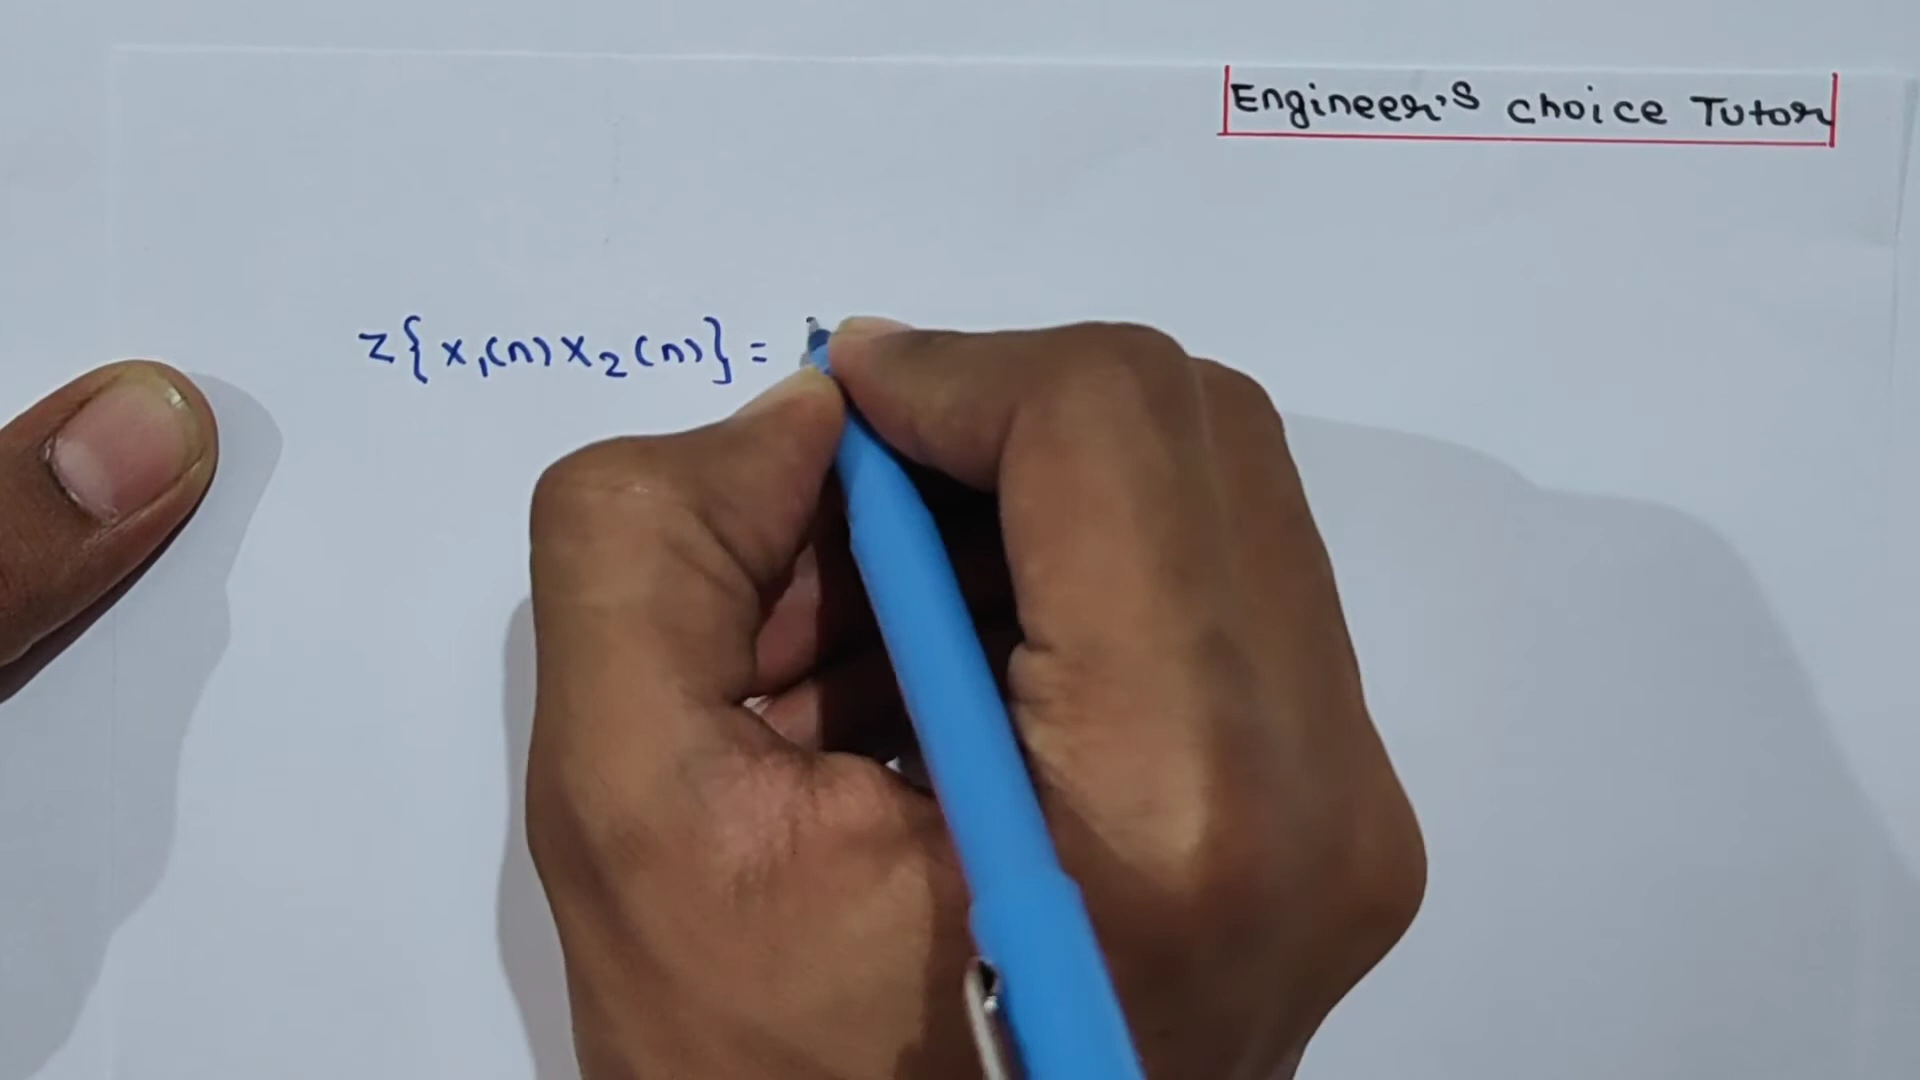 Engineer's choice Tutor
z{x₁(n)x₂(n)}=